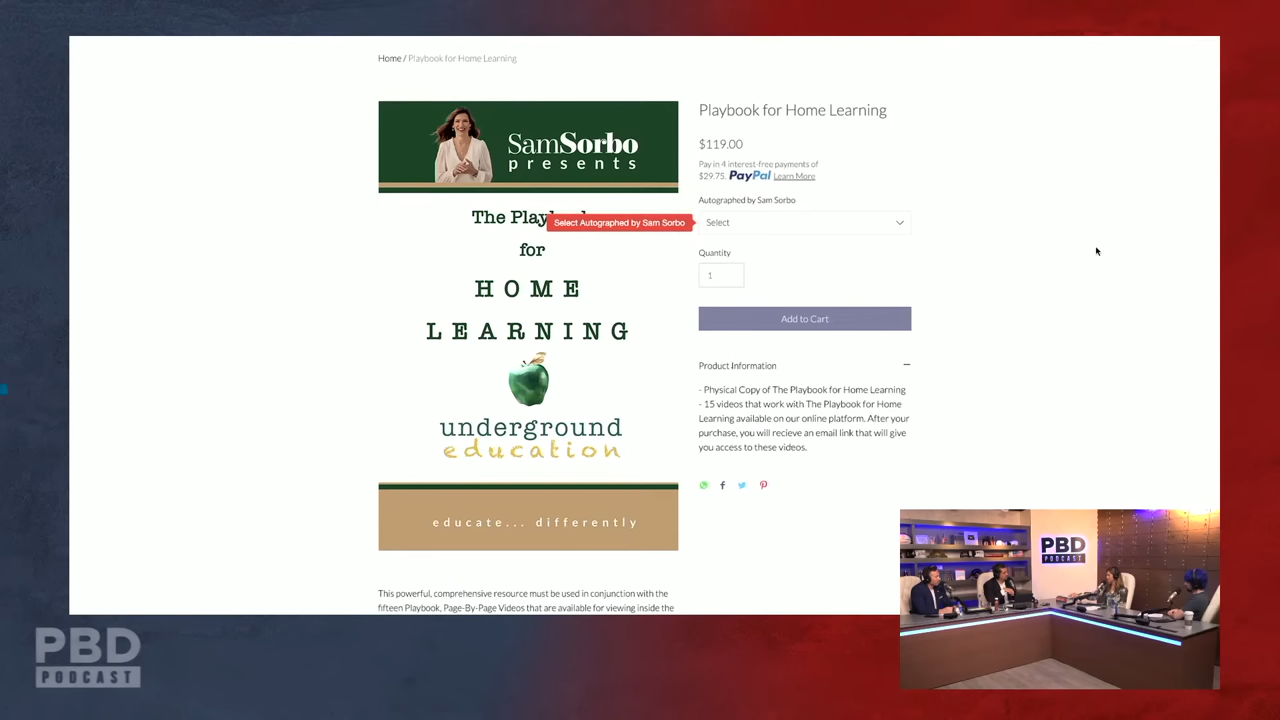 Home / Playbook for Home Learning
SamSorbo
presents
The Play
for
HOME
LEARNING
underground
education
educate... differently
This powerful, comprehensive resource must be used in conjunction with the
fifteen Playbook, Page-By-Page Videos that are available for viewing inside the
Playbook for Home Learning
$119.00
Pay in 4 interest-free payments of
$29.75. PayPal Learn More
Autographed by Sam Sorbo
Select Autographed by Sam Sorbo
Select
Quantity
1
Add to Cart
Product Information
- Physical Copy of The Playbook for Home Learning
- 15 videos that work with The Playbook for Home
Learning available on our online platform. After your
purchase, you will recieve an email link that will give
you access to these videos.
PBD
PODCAST
PBD
PODCAST